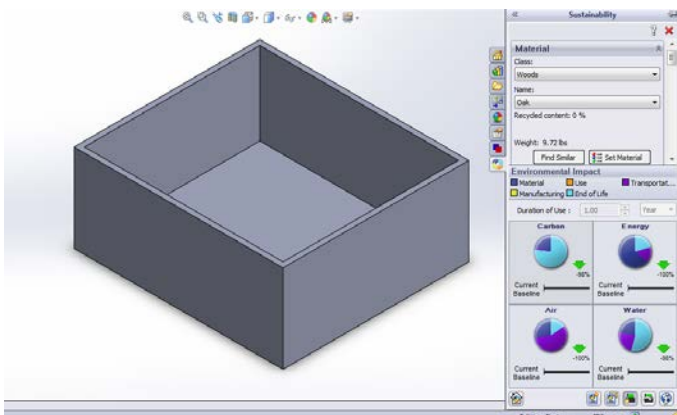 Sustainability
Material
Class:
Woods
Name:
Oak
Recycled content: 0 %
Weight: 9.72 lbs
Find Similar
Set Material
Environmental Impact
Material Use Transportat...
Manufacturing End of Life
Duration of Use : 1.00 Year
Carbon Energy
-100%
Current Current
Baseline Baseline
Air Water
-100%
Current Current
Baseline Baseline